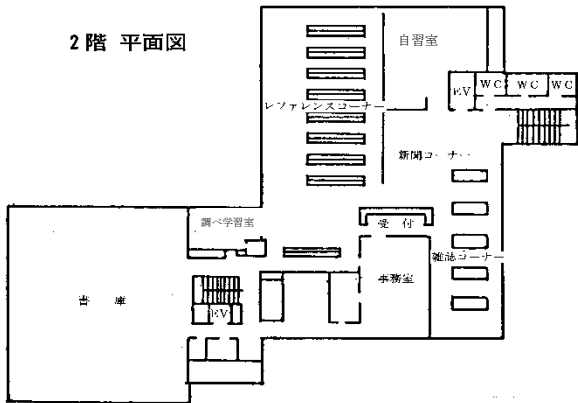 2階 平面図
自習室
EV
WC
WC
WC
レファレンスコーナー
新聞コーナー
調べ学習室
受 付
雑誌コーナー
事務室
書 庫
EV